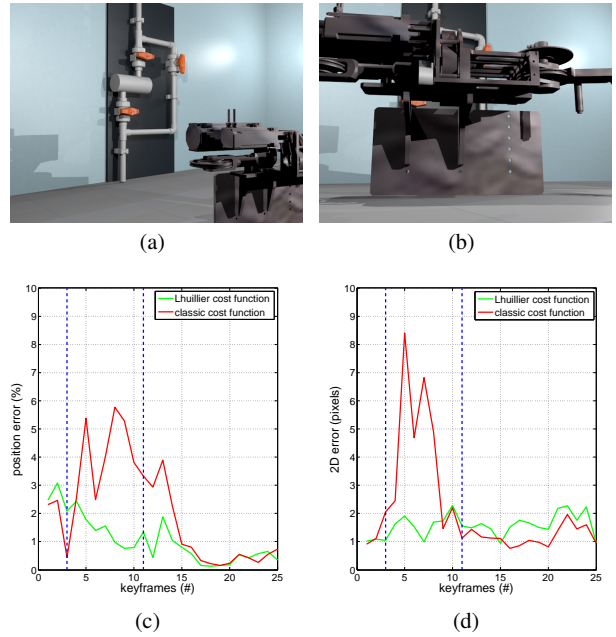 (a)
(b)
Lhuillier cost function
classic cost function
position error (%)
10
9
8
7
6
5
4
3
2
1
0
0 5 10 15 20 25
keyframes (#)
(c)
Lhuillier cost function
classic cost function
2D error (pixels)
10
9
8
7
6
5
4
3
2
1
0
0 5 10 15 20 25
keyframes (#)
(d)